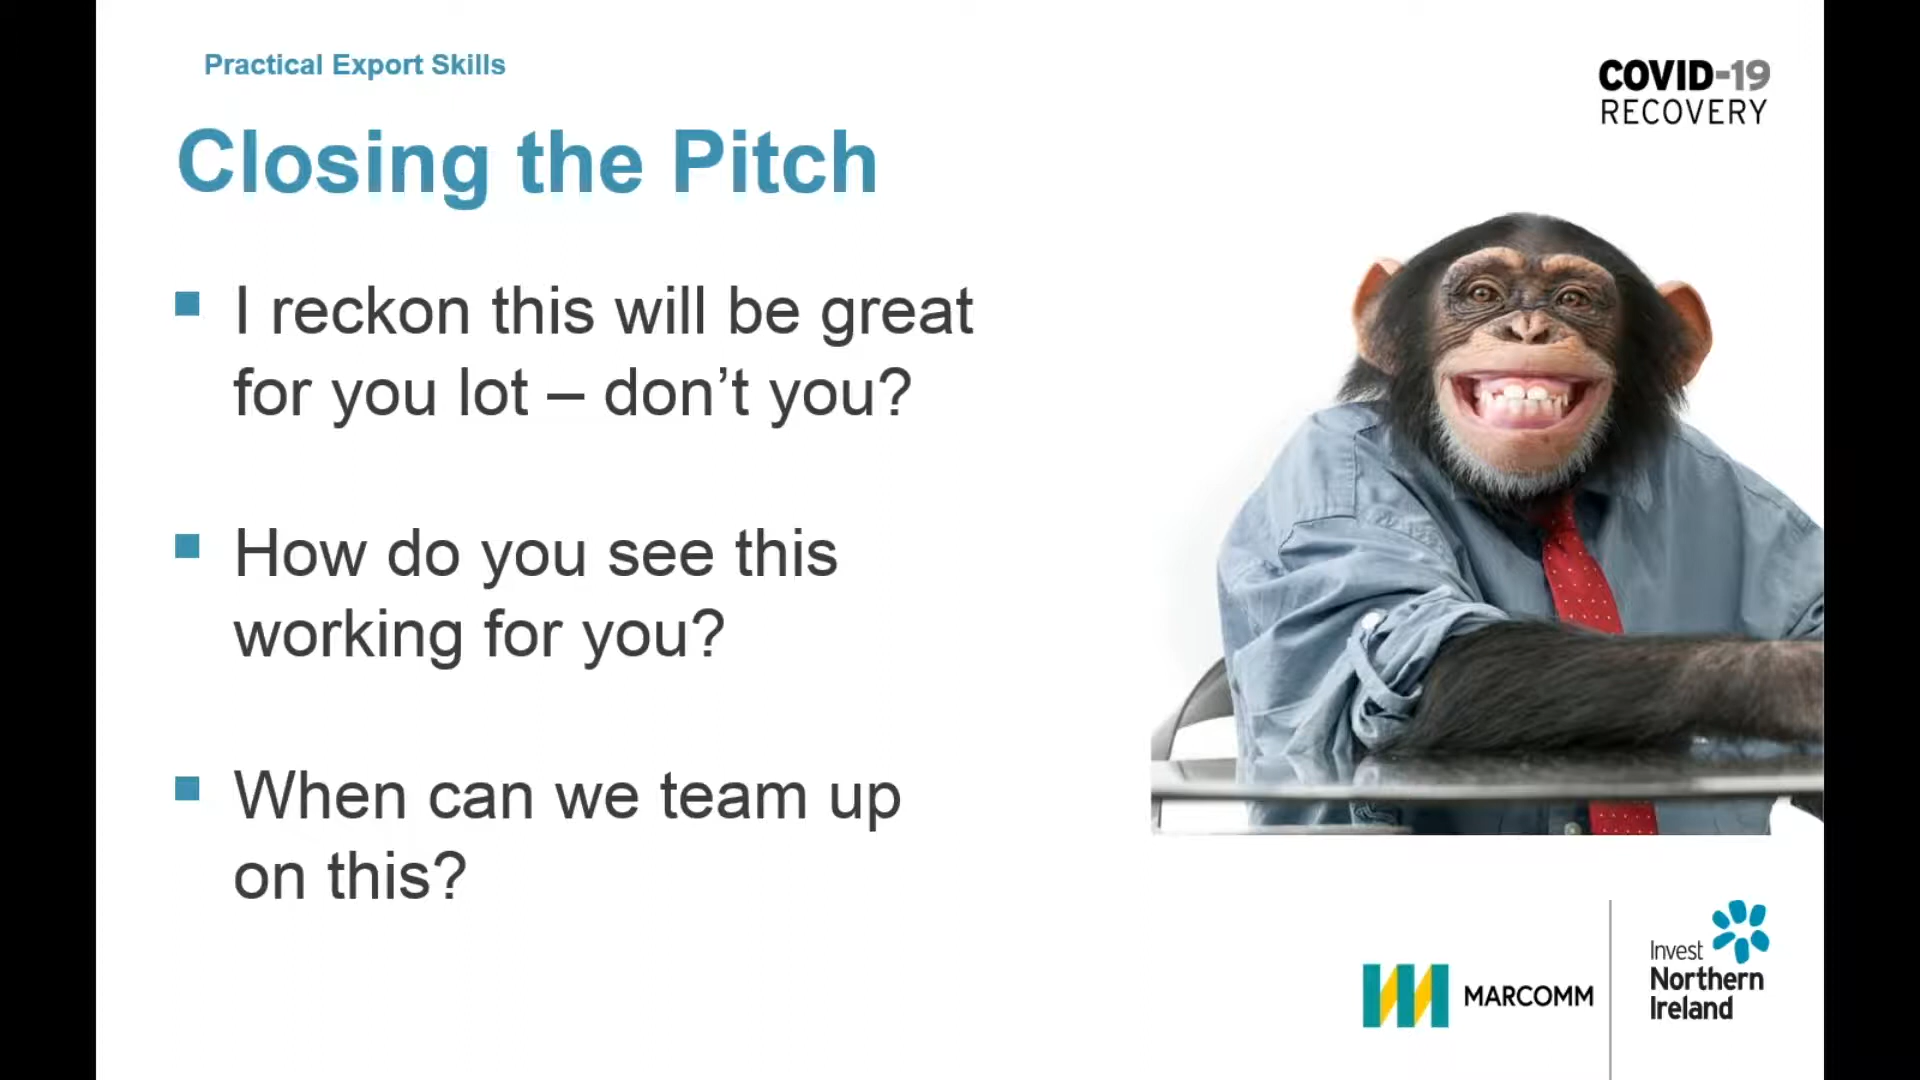 Practical Export Skills
COVID-19
RECOVERY
Closing the Pitch
I reckon this will be great
for you lot – don’t you?
How do you see this
working for you?
When can we team up
on this?
MARCOMM
Invest
Northern
Ireland